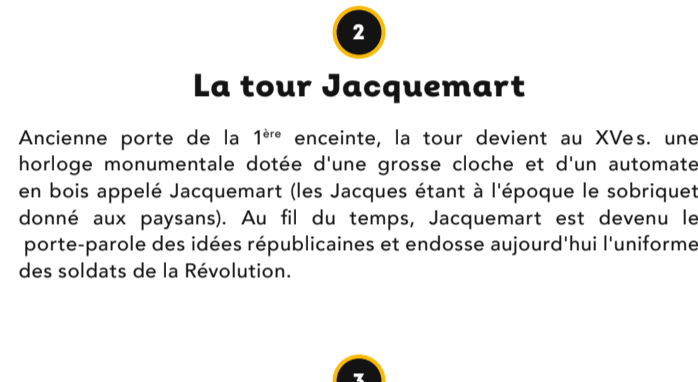 2
La tour Jacquemart
Ancienne porte de la 1ère enceinte, la tour devient au XVe s. une
horloge monumentale dotée d'une grosse cloche et d'un automate
en bois appelé Jacquemart (les Jacques étant à l'époque le sobriquet
donné aux paysans). Au fil du temps, Jacquemart est devenu le
porte-parole des idées républicaines et endosse aujourd'hui l'uniforme
des soldats de la Révolution.
3